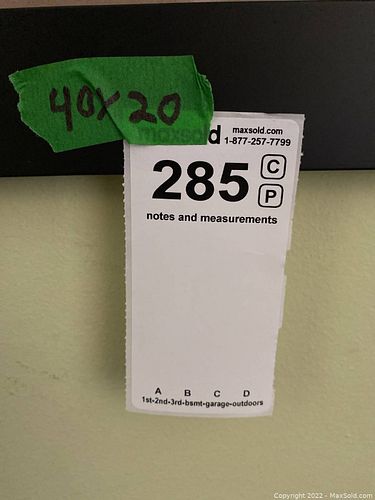 40x20
maxsold maxsold.com
1-877-257-7799
285 C
P
notes and measurements
A B C D
1st-2nd-3rd-bsmt-garage-outdoors
Copyright 2022 - MaxSold.com